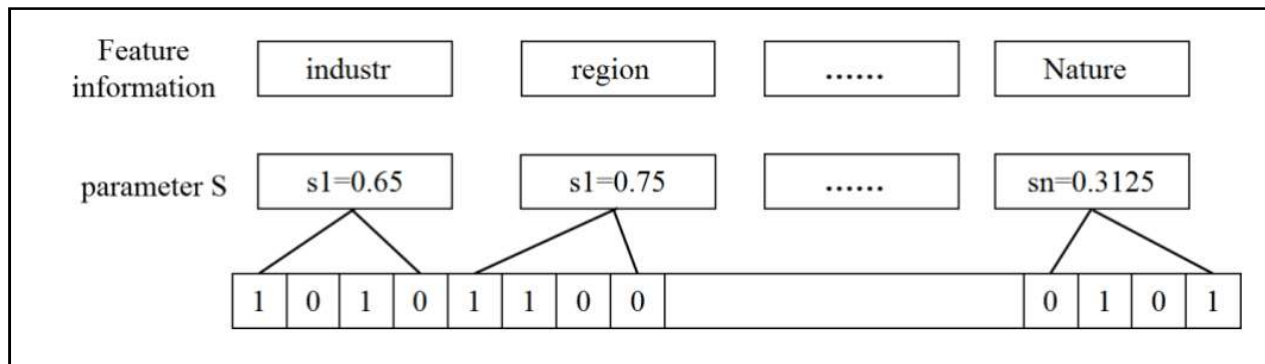 Feature
information
industr
region
......
Nature
parameter S
s1=0.65
s1=0.75
......
sn=0.3125
1 0 1 0 1 1 0 0 0 1 0 1